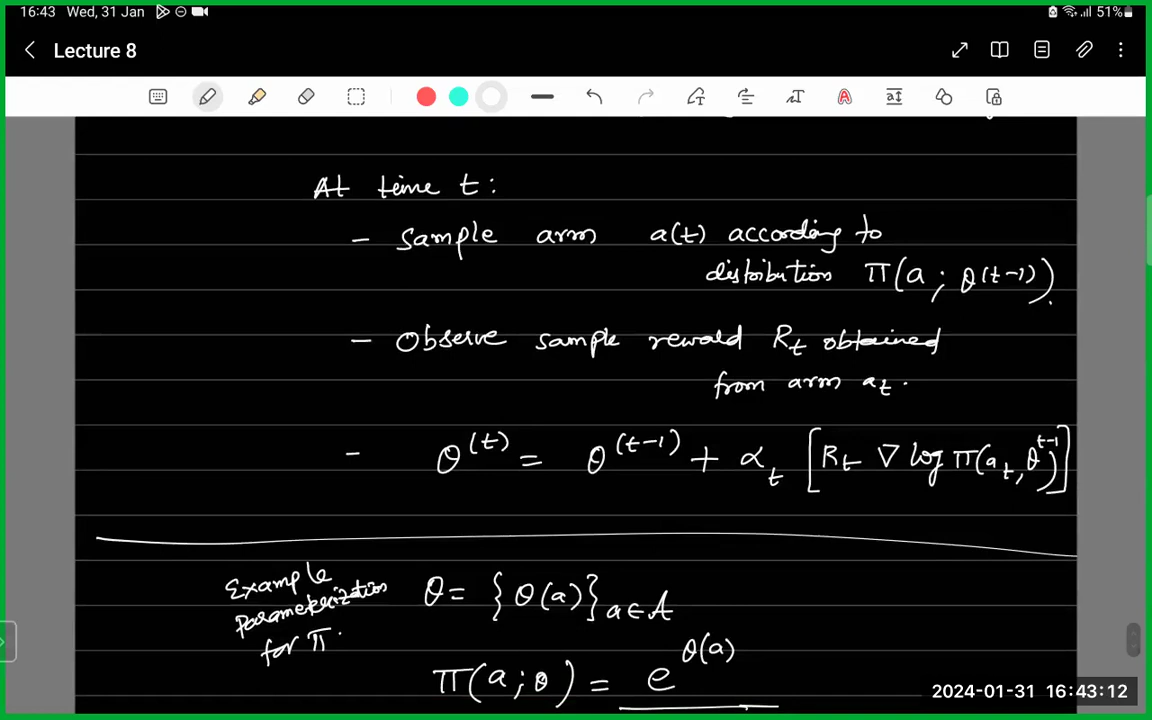 16:43 Wed, 31 Jan
51%
Lecture 8
At time t:
- Sample arm a(t) according to
distribution π(a; θ(t-1)).
- Observe sample reward R_t obtained
from arm a_t.
- θ^(t) = θ^(t-1) + α_t [R_t ∇ log π(a_t, θ^t-1)]
Example
parameterization
for π.
θ = {θ(a)}_a∈A
π(a; θ) = e^θ(a)
2024-01-31 16:43:12